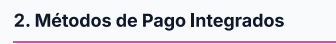 2. Métodos de Pago Integrados